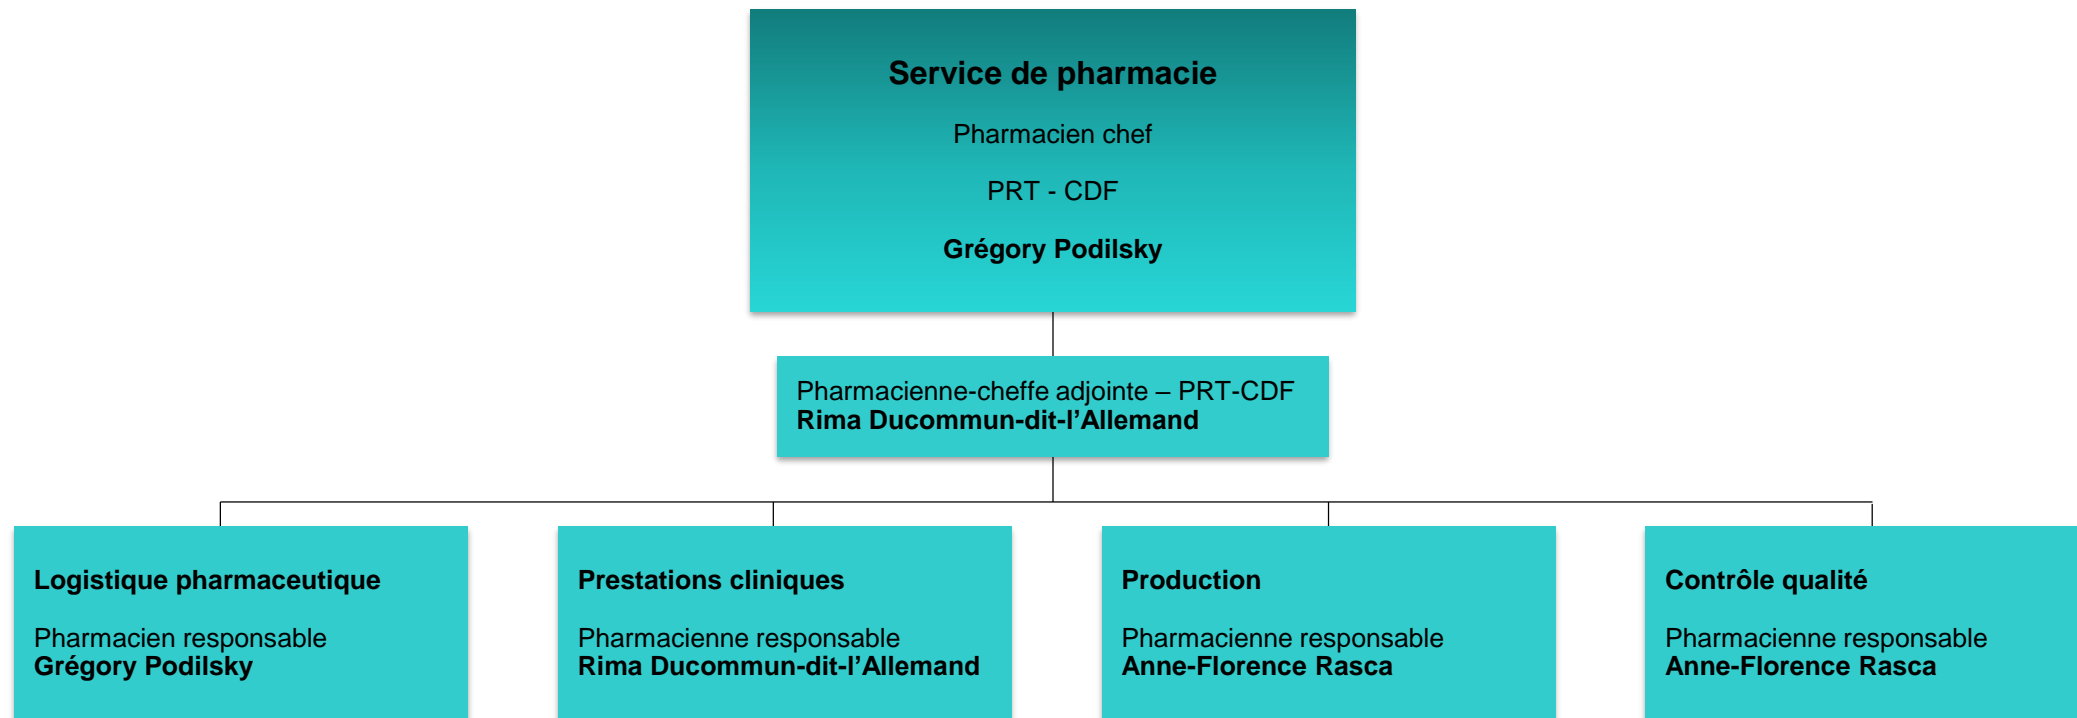 Service de pharmacie
Pharmacien chef
PRT - CDF
Grégory Podilsky
Pharmacienne-cheffe adjointe – PRT-CDF
Rima Ducommun-dit-l’Allemand
Logistique pharmaceutique
Pharmacien responsable
Grégory Podilsky
Prestations cliniques
Pharmacienne responsable
Rima Ducommun-dit-l’Allemand
Production
Pharmacienne responsable
Anne-Florence Rasca
Contrôle qualité
Pharmacienne responsable
Anne-Florence Rasca